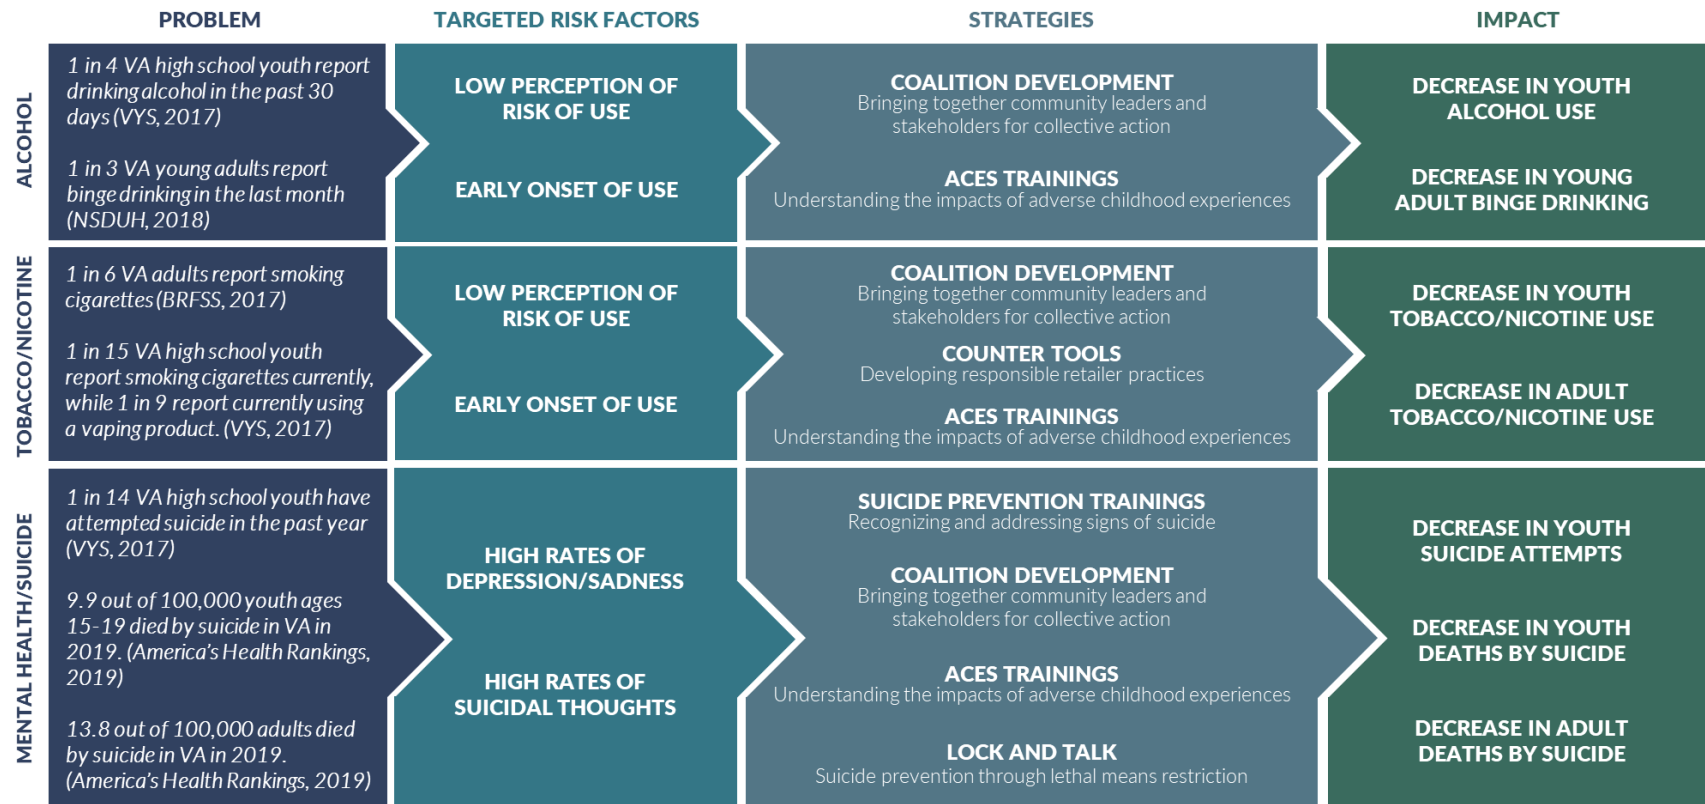 PROBLEM
TARGETED RISK FACTORS
STRATEGIES
IMPACT
ALCOHOL
1 in 4 VA high school youth report
drinking alcohol in the past 30
days (VYS, 2017)
1 in 3 VA young adults report
binge drinking in the last month
(NSDUH, 2018)
LOW PERCEPTION OF
RISK OF USE
EARLY ONSET OF USE
COALITION DEVELOPMENT
Bringing together community leaders and
stakeholders for collective action
ACES TRAININGS
Understanding the impacts of adverse childhood experiences
DECREASE IN YOUTH
ALCOHOL USE
DECREASE IN YOUNG
ADULT BINGE DRINKING
TOBACCO/NICOTINE
1 in 6 VA adults report smoking
cigarettes (BRFSS, 2017)
1 in 15 VA high school youth
report smoking cigarettes currently,
while 1 in 9 report currently using
a vaping product. (VYS, 2017)
LOW PERCEPTION OF
RISK OF USE
EARLY ONSET OF USE
COALITION DEVELOPMENT
Bringing together community leaders and
stakeholders for collective action
COUNTER TOOLS
Developing responsible retailer practices
ACES TRAININGS
Understanding the impacts of adverse childhood experiences
DECREASE IN YOUTH
TOBACCO/NICOTINE USE
DECREASE IN ADULT
TOBACCO/NICOTINE USE
MENTAL HEALTH/SUICIDE
1 in 14 VA high school youth have
attempted suicide in the past year
(VYS, 2017)
9.9 out of 100,000 youth ages
15-19 died by suicide in VA in
2019. (America's Health Rankings,
2019)
13.8 out of 100,000 adults died
by suicide in VA in 2019.
(America's Health Rankings, 2019)
HIGH RATES OF
DEPRESSION/SADNESS
HIGH RATES OF
SUICIDAL THOUGHTS
SUICIDE PREVENTION TRAININGS
Recognizing and addressing signs of suicide
COALITION DEVELOPMENT
Bringing together community leaders and
stakeholders for collective action
ACES TRAININGS
Understanding the impacts of adverse childhood experiences
LOCK AND TALK
Suicide prevention through lethal means restriction
DECREASE IN YOUTH
SUICIDE ATTEMPTS
DECREASE IN YOUTH
DEATHS BY SUICIDE
DECREASE IN ADULT
DEATHS BY SUICIDE